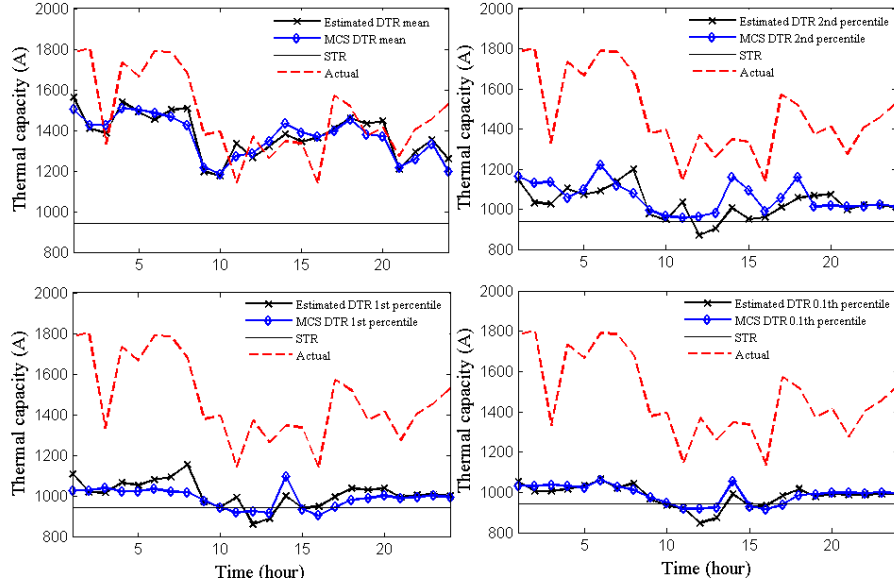 Thermal capacity (A)
2000
1800
1600
1400
1200
1000
800
5
10
15
20
Estimated DTR mean
MCS DTR mean
STR
Actual
Thermal capacity (A)
2000
1800
1600
1400
1200
1000
800
5
10
15
20
Estimated DTR 2nd percentile
MCS DTR 2nd percentile
STR
Actual
Thermal capacity (A)
2000
1800
1600
1400
1200
1000
800
5
10
15
20
Time (hour)
Estimated DTR 1st percentile
MCS DTR 1st percentile
STR
Actual
Thermal capacity (A)
2000
1800
1600
1400
1200
1000
800
5
10
15
20
Time (hour)
Estimated DTR 0.1th percentile
MCS DTR 0.1th percentile
STR
Actual